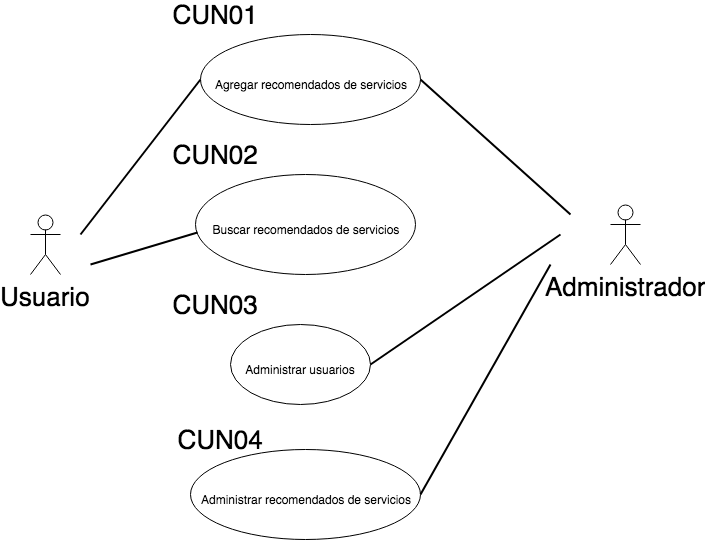 CUN01
Agregar recomendados de servicios
CUN02
Buscar recomendados de servicios
Usuario
Administrador
CUN03
Administrar usuarios
CUN04
Administrar recomendados de servicios